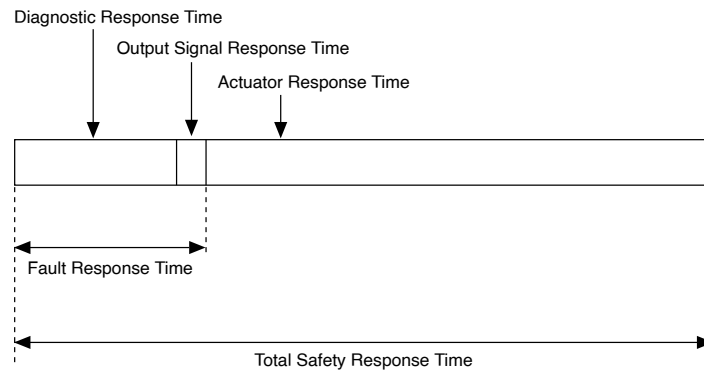 Diagnostic Response Time
Output Signal Response Time
Actuator Response Time
Fault Response Time
Total Safety Response Time